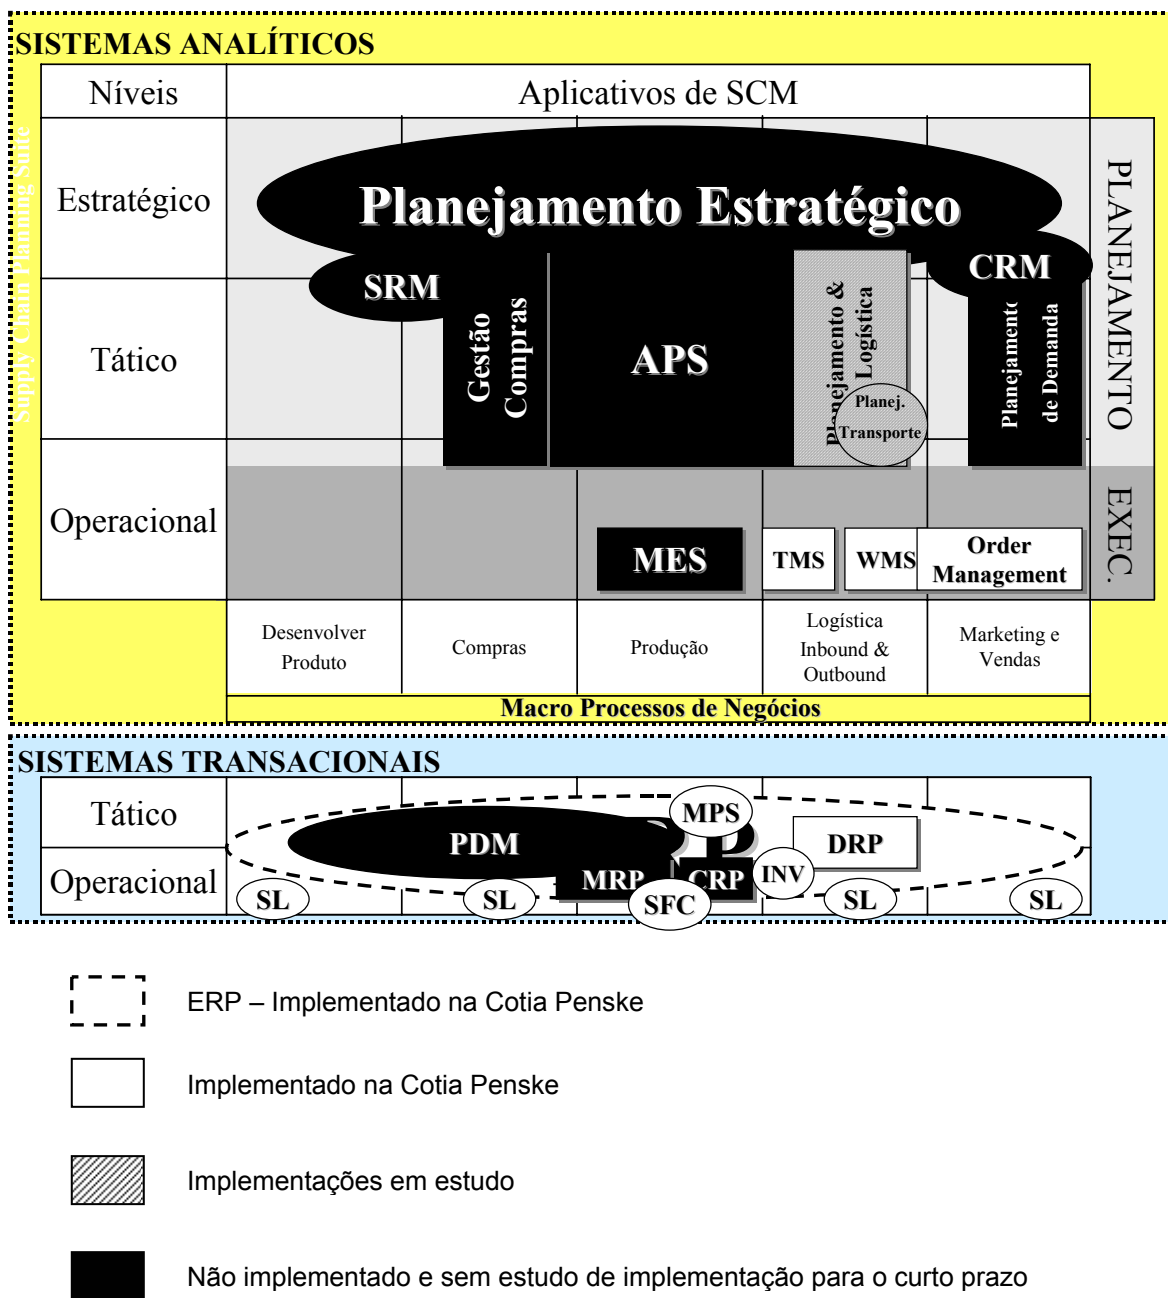 SISTEMAS ANALÍTICOS
Supply Chain Planning Suite
Níveis
Aplicativos de SCM
Estratégico
Planejamento Estratégico
PLANEJAMENTO
SRM
CRM
Tático
Gestão
Compras
APS
Planejamento &
Logística
Planej.
Transporte
Planejamento
de Demanda
Operacional
MES
TMS
WMS
Order
Management
EXEC.
Desenvolver
Produto
Compras
Produção
Logística
Inbound &
Outbound
Marketing e
Vendas
Macro Processos de Negócios
SISTEMAS TRANSACIONAIS
Tático
MPS
PDM
DRP
Operacional
MRP
CRP
INV
SL
SL
SFC
SL
SL
ERP – Implementado na Cotia Penske
Implementado na Cotia Penske
Implementações em estudo
Não implementado e sem estudo de implementação para o curto prazo